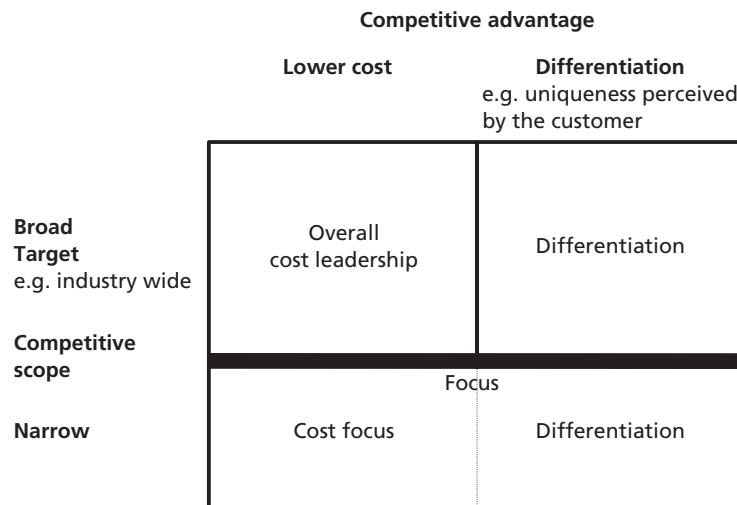 Competitive advantage
Lower cost
Differentiation
e.g. uniqueness perceived
by the customer
Broad
Target
e.g. industry wide
Overall
cost leadership
Differentiation
Competitive
scope
Focus
Narrow
Cost focus
Differentiation